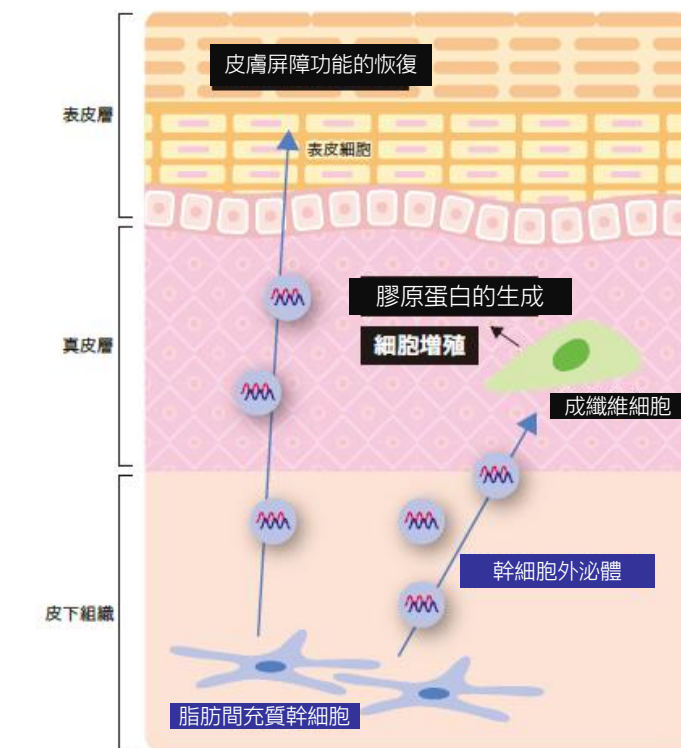 皮膚屏障功能的恢復
表皮層
表皮細胞
膠原蛋白的生成
細胞增殖
真皮層
成纖維細胞
幹細胞外泌體
皮下組織
脂肪間充質幹細胞